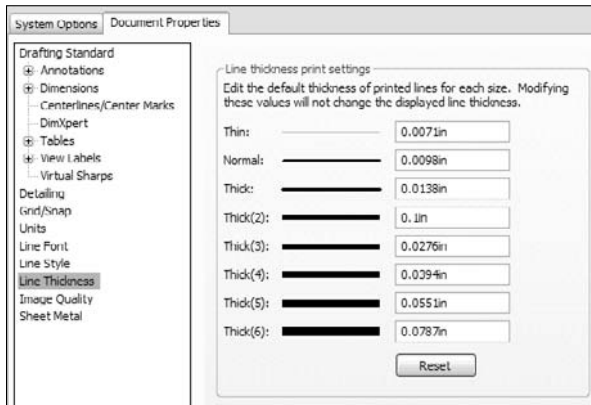 System Options
Document Properties
Drafting Standard
Annotations
Dimensions
Centerlines/Center Marks
DimXpert
Tables
View Labels
Virtual Sharps
Detailing
Grid/Snap
Units
Line Font
Line Style
Line Thickness
Image Quality
Sheet Metal
Line thickness print settings
Edit the default thickness of printed lines for each size. Modifying
these values will not change the displayed line thickness.
Thin: 0.0071in
Normal: 0.0098in
Thick: 0.0138in
Thick(2): 0.1in
Thick(3): 0.0276in
Thick(4): 0.0394in
Thick(5): 0.0551in
Thick(6): 0.0787in
Reset